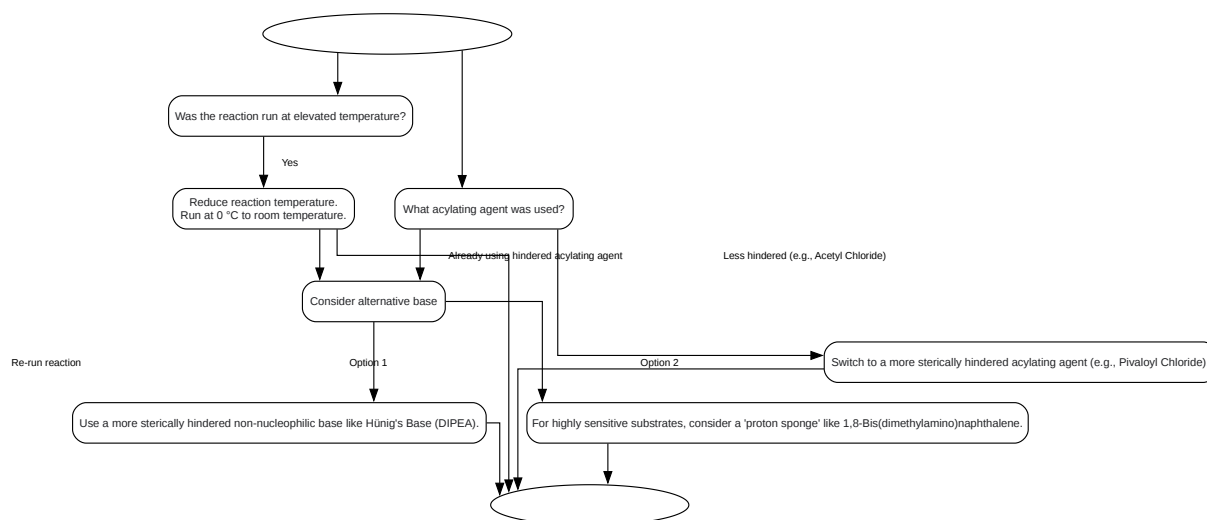 Was the reaction run at elevated temperature?
Yes
Reduce reaction temperature.
Run at 0 °C to room temperature.
What acylating agent was used?
Already using hindered acylating agent
Less hindered (e.g., Acetyl Chloride)
Consider alternative base
Re-run reaction
Option 1
Option 2
Switch to a more sterically hindered acylating agent (e.g., Pivaloyl Chloride)
Use a more sterically hindered non-nucleophilic base like Hünig's Base (DIPEA).
For highly sensitive substrates, consider a 'proton sponge' like 1,8-Bis(dimethylamino)naphthalene.